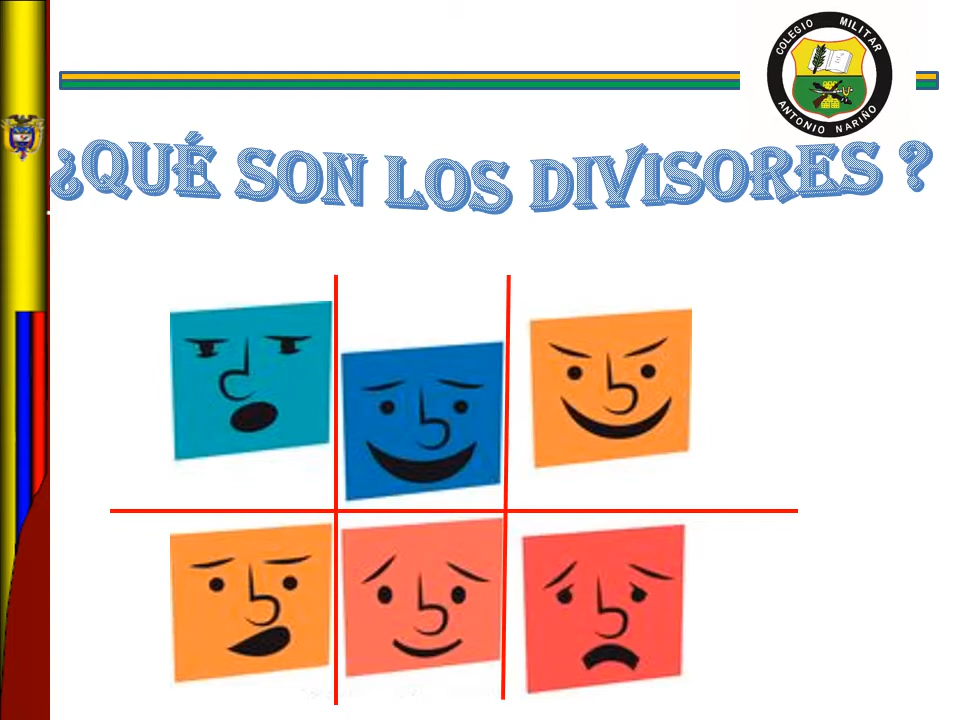 COLEGIO MILITAR
ANTONIO NARIÑO
¿QUÉ SON LOS DIVISORES ?